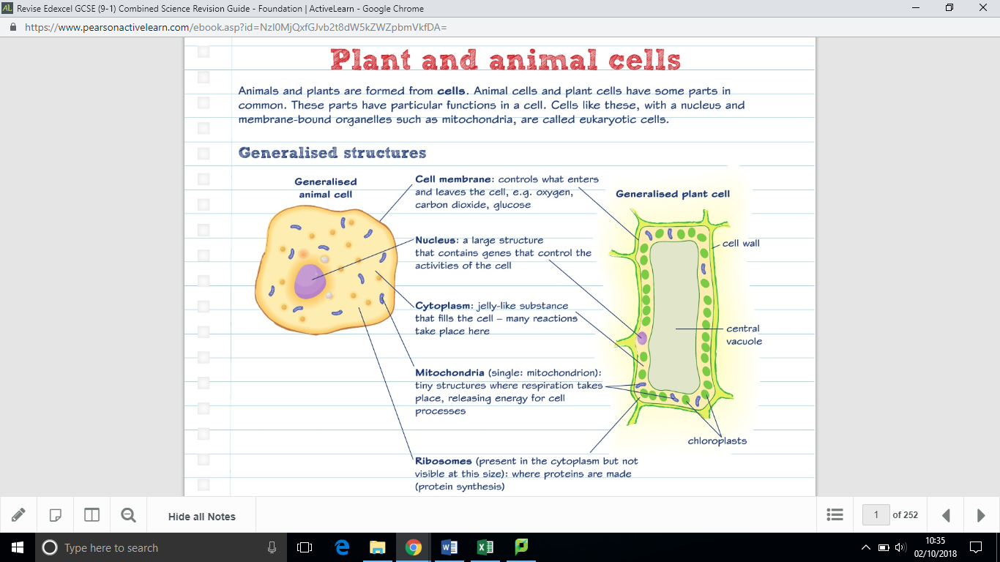 Revise Edexcel GCSE (9-1) Combined Science Revision Guide - Foundation | ActiveLearn - Google Chrome
https://www.pearsonactivelearn.com/ebook.asp?id=NzI0MjQxfGJvb2t8dW5kZWZpbmVkfDA=
Plant and animal cells
Animals and plants are formed from cells. Animal cells and plant cells have some parts in
common. These parts have particular functions in a cell. Cells like these, with a nucleus and
membrane-bound organelles such as mitochondria, are called eukaryotic cells.
Generalised structures
Generalised
animal cell
Cell membrane: controls what enters
and leaves the cell, e.g. oxygen,
carbon dioxide, glucose
Generalised plant cell
Nucleus: a large structure
that contains genes that control the
activities of the cell
cell wall
Cytoplasm: jelly-like substance
that fills the cell – many reactions
take place here
central
vacuole
Mitochondria (single: mitochondrion):
tiny structures where respiration takes
place, releasing energy for cell
processes
chloroplasts
Ribosomes (present in the cytoplasm but not
visible at this size): where proteins are made
(protein synthesis)
Hide all Notes
1 of 252
Type here to search
10:35
02/10/2018